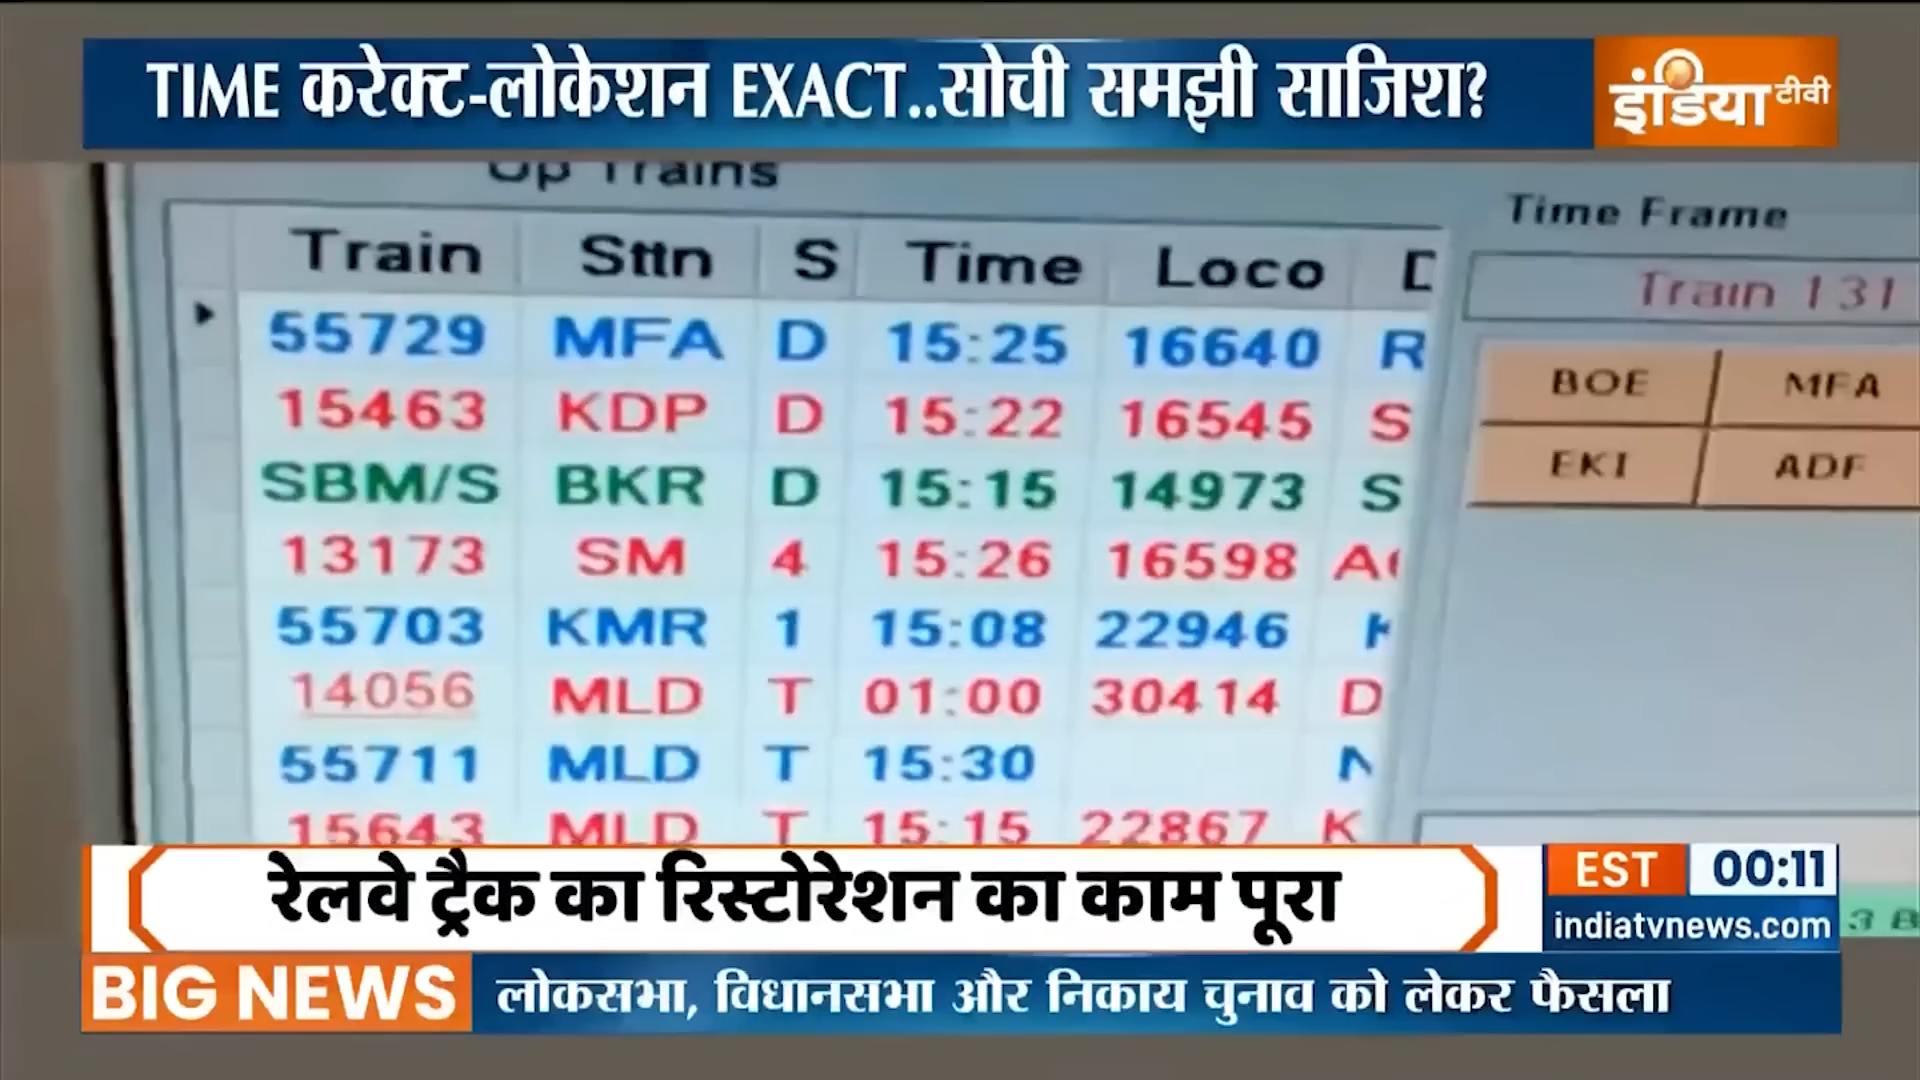 TIME करेक्ट-लोकेशन EXACT..सोची समझी साजिश?
इंडिया टीवी
Up Trains
Train Sttn S Time Loco D
55729 MFA D 15:25 16640 R
15463 KDP D 15:22 16545 S
SBM/S BKR D 15:15 14973 S
13173 SM 4 15:26 16598
55703 KMR 1 15:08 22946
14056 MLD T 01:00 30414 D
55711 MLD T 15:30
15643 MLD T 15:15 22867 K
Time Frame
Train 131
BOE MFA
EKI ADF
रेलवे ट्रैक का रिस्टोरेशन का काम पूरा
EST 00:11
indiatvnews.com
BIG NEWS
लोकसभा, विधानसभा और निकाय चुनाव को लेकर फैसला